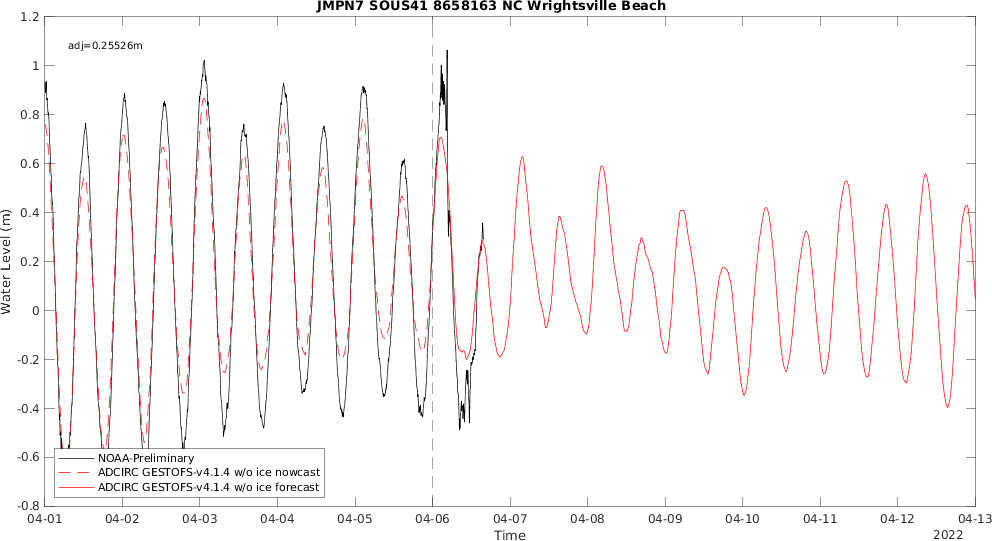 JMPN7 SOUS41 8658163 NC Wrightsville Beach
1.2
adj=0.25526m
1
0.8
0.6
0.4
0.2
0
-0.2
-0.4
-0.6
-0.8
Water Level (m)
NOAA-Preliminary
ADCIRC GESTOFS-v4.1.4 w/o ice nowcast
ADCIRC GESTOFS-v4.1.4 w/o ice forecast
04-01 04-02 04-03 04-04 04-05 04-06 04-07 04-08 04-09 04-10 04-11 04-12 04-13
Time
2022